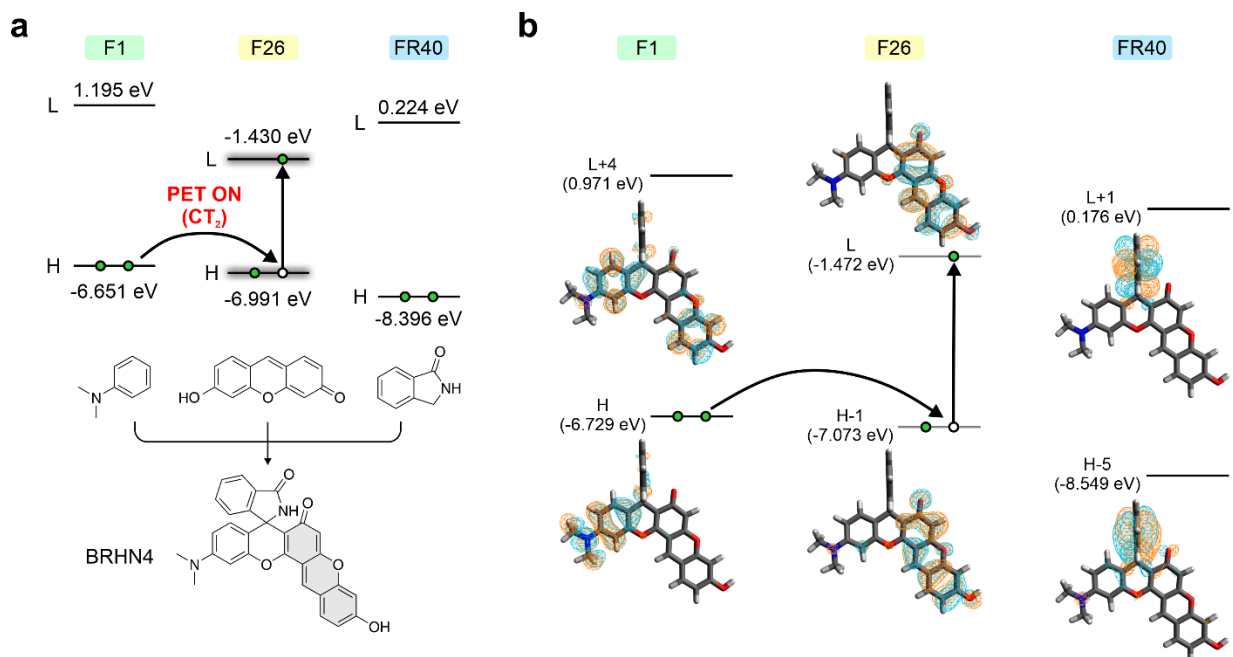 a
F1
F26
FR40
L
1.195 eV
-1.430 eV
L
L
0.224 eV
PET ON
(CT2)
H
-6.651 eV
H
-6.991 eV
H
-8.396 eV
N
HO
O
O
O
NH
O
NH
O
N
O
O
OH
BRHN4
b
F1
F26
FR40
L+4
(0.971 eV)
L
(-1.472 eV)
L+1
(0.176 eV)
H
(-6.729 eV)
H-1
(-7.073 eV)
H-5
(-8.549 eV)